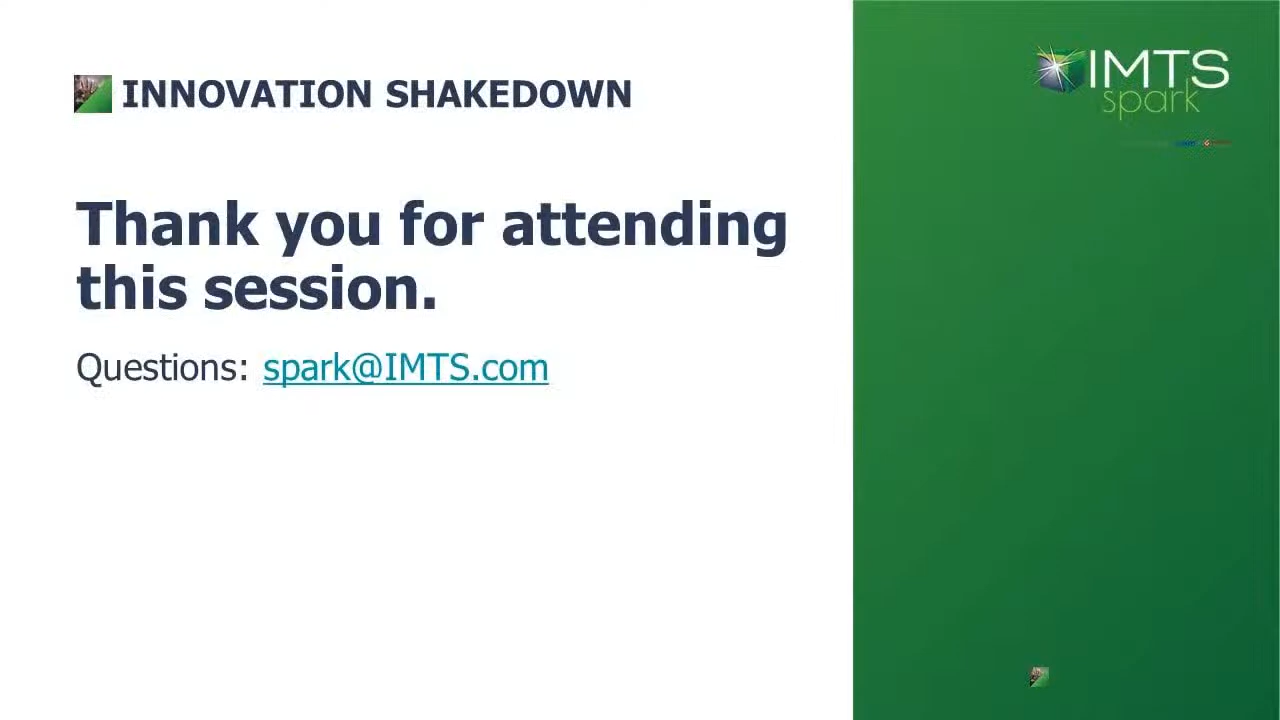 INNOVATION SHAKEDOWN
IMTS
spark
Thank you for attending
this session.
Questions: spark@IMTS.com